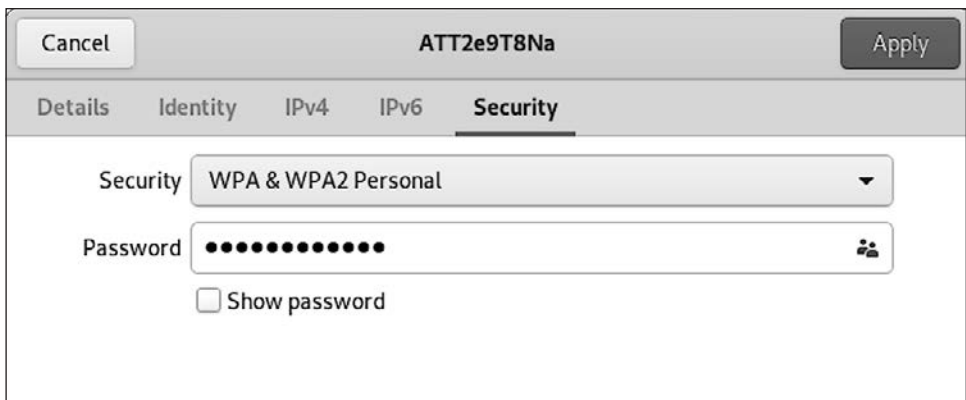 Cancel ATT2e9T8Na Apply
Details Identity IPv4 IPv6 Security
Security WPA & WPA2 Personal
Password ●●●●●●●●●●●●
Show password